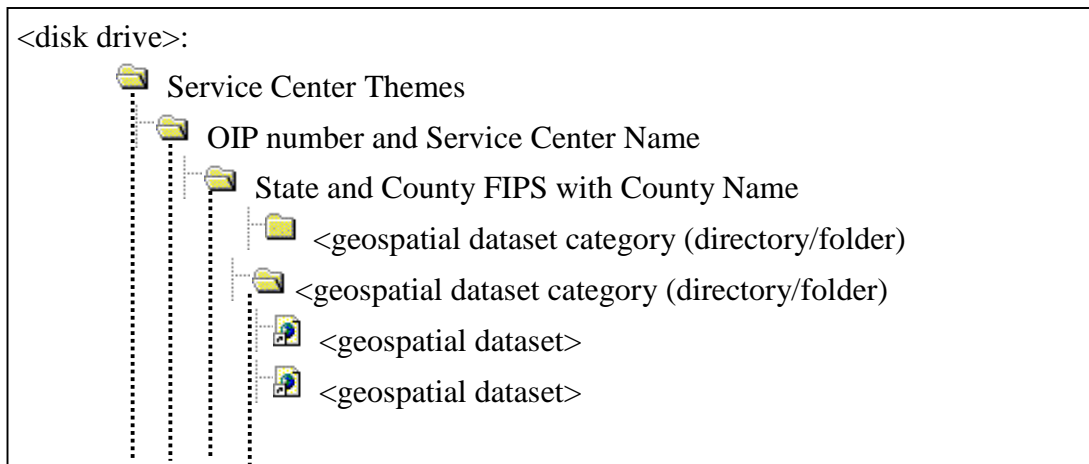 <disk drive>:
Service Center Themes
OIP number and Service Center Name
State and County FIPS with County Name
<geospatial dataset category (directory/folder)
<geospatial dataset category (directory/folder)
<geospatial dataset>
<geospatial dataset>